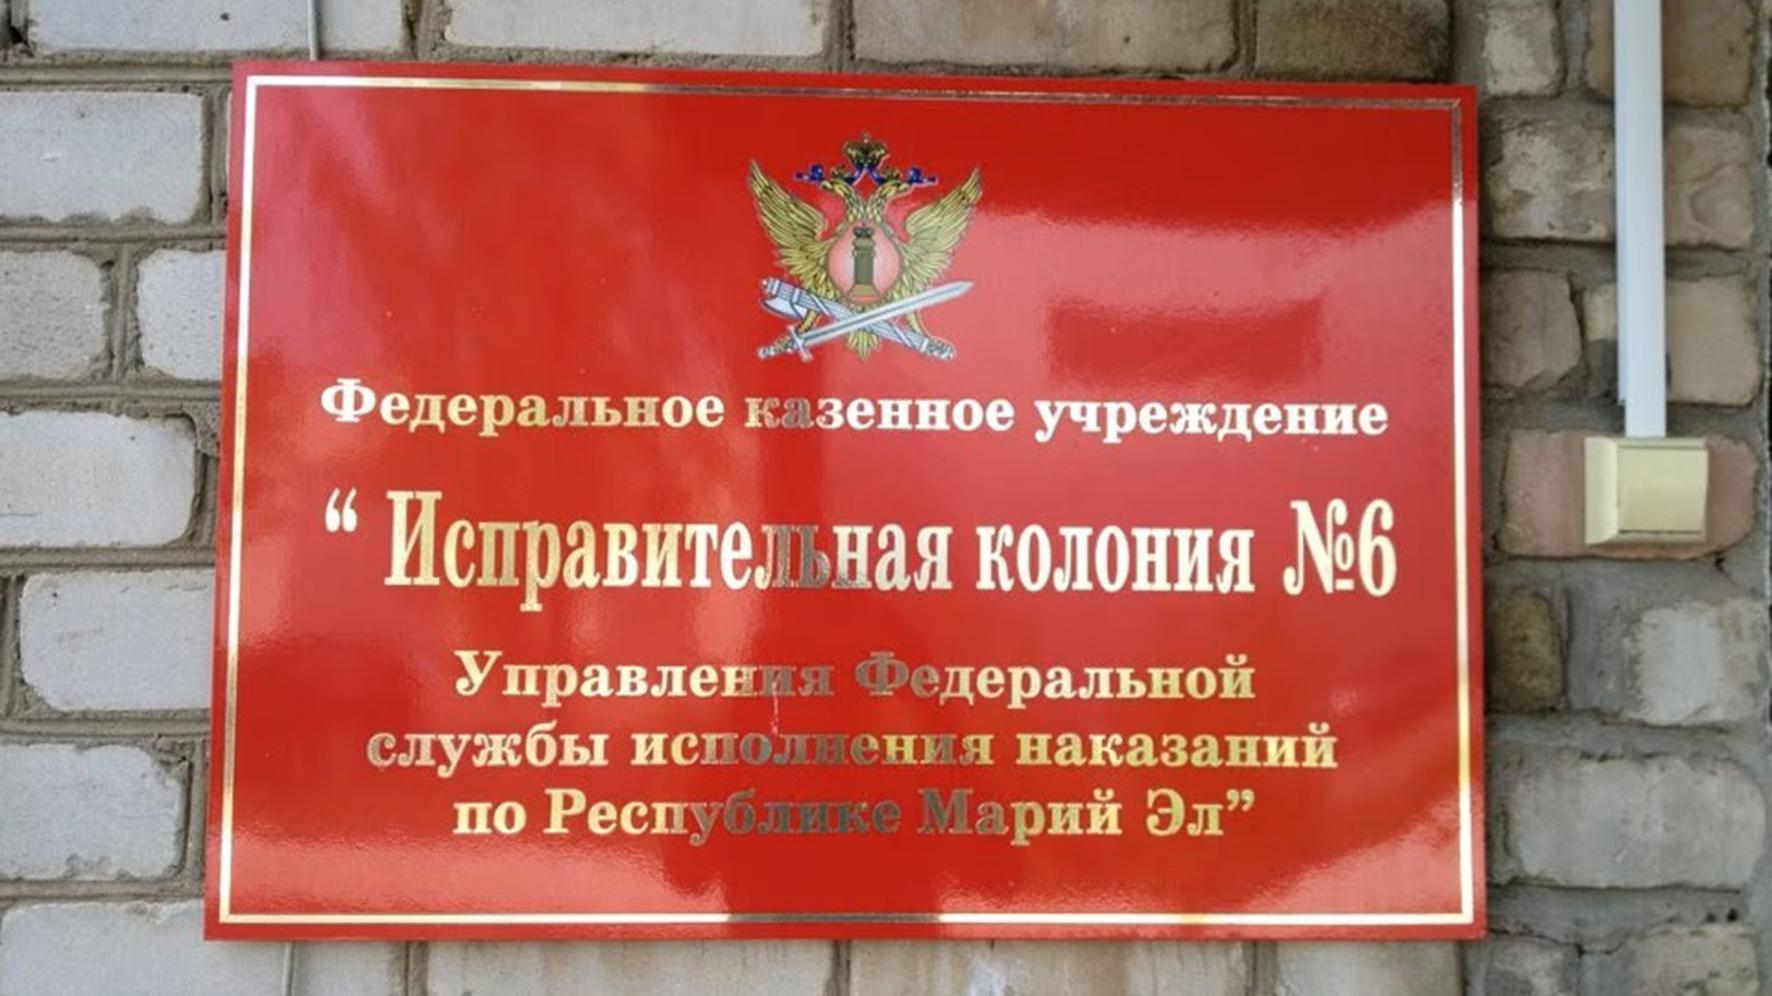 Федеральное казенное учреждение
“ Исправительная колония №6
Управления Федеральной
службы исполнения наказаний
по Республике Марий Эл”